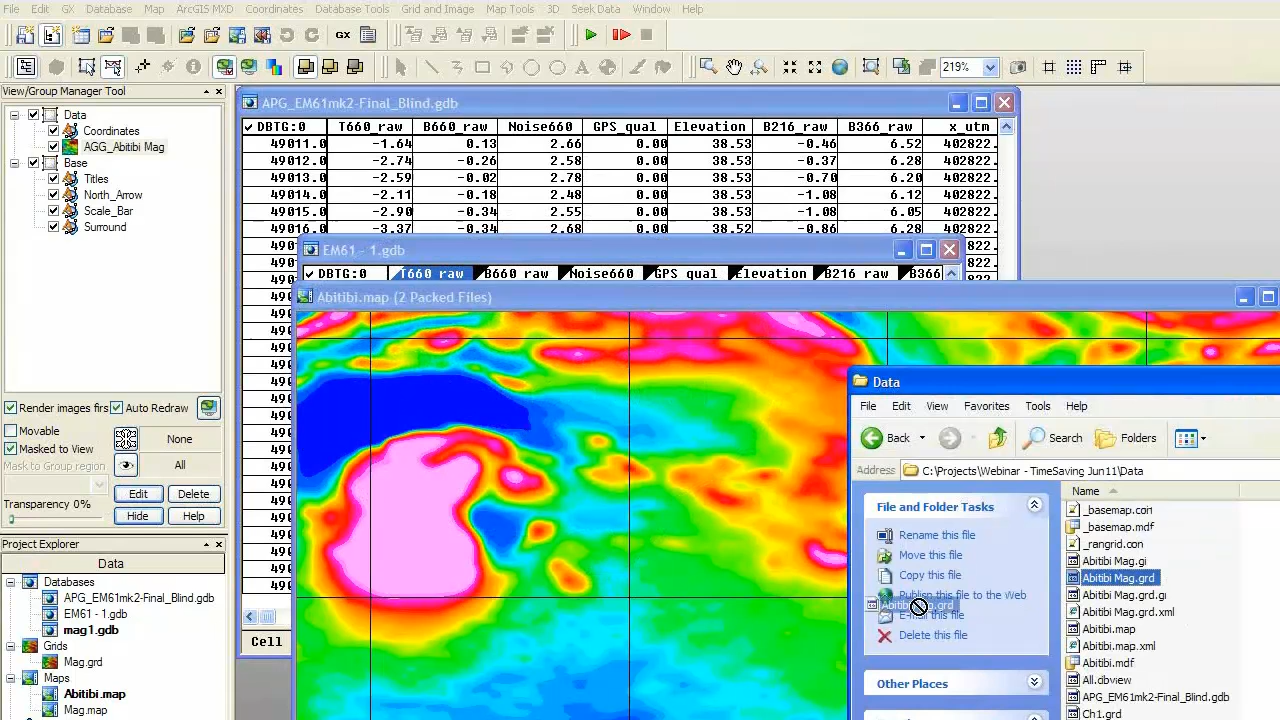 File Edit GX Database Map ArcGIS MXD Coordinates Database Tools Grid and Image Map Tools 3D Seek Data Window Help
GX
219%
View/Group Manager Tool
Data
Coordinates
AGG_Abitibi Mag
Base
Titles
North_Arrow
Scale_Bar
Surround
Render images firs Auto Redraw
Movable
None
Masked to View
Mask to Group region
All
Transparency 0%
Edit Delete
Hide Help
Project Explorer
Data
Databases
APG_EM61mk2-Final_Blind.gdb
EM61 - 1.gdb
mag1.gdb
Grids
Mag.grd
Maps
Abitibi.map
Mag.map
APG_EM61mk2-Final_Blind.gdb
DBTG:0 T660_raw B660_raw Noise660 GPS_qual Elevation B216_raw B366_raw x_utm
49011.0 -1.64 0.13 2.66 0.00 38.53 -0.46 6.52 402822.
49012.0 -2.74 -0.26 2.58 0.00 38.53 -0.37 6.28 402822.
49013.0 -2.59 -0.02 2.78 0.00 38.53 -0.70 6.20 402822.
49014.0 -2.11 -0.18 2.48 0.00 38.53 -1.08 6.12 402822.
49015.0 -2.90 -0.34 2.55 0.00 38.53 -1.08 6.05 402822.
49016.0 -3.37 -0.34 2.68 0.00 38.53 -0.86 6.28 402822.
Cell
EM61 - 1.gdb
DBTG:0 T660 raw B660 raw Noise660 GPS qual Elevation B216 raw B366
Abitibi.map (2 Packed Files)
Data
File Edit View Favorites Tools Help
Back Search Folders
Address C:\Projects\Webinar - TimeSaving Jun11\Data
File and Folder Tasks
Rename this file
Move this file
Copy this file
Publish this file to the Web
E-mail this file
Delete this file
Other Places
Name
_basemap.con
_basemap.mdf
_rangrid.con
Abitibi Mag.gi
Abitibi Mag.grd
Abitibi Mag.grd.gi
Abitibi Mag.grd.xml
Abitibi.map
Abitibi.map.xml
Abitibi.mdf
All.dbview
APG_EM61mk2-Final_Blind.gdb
Ch1.grd